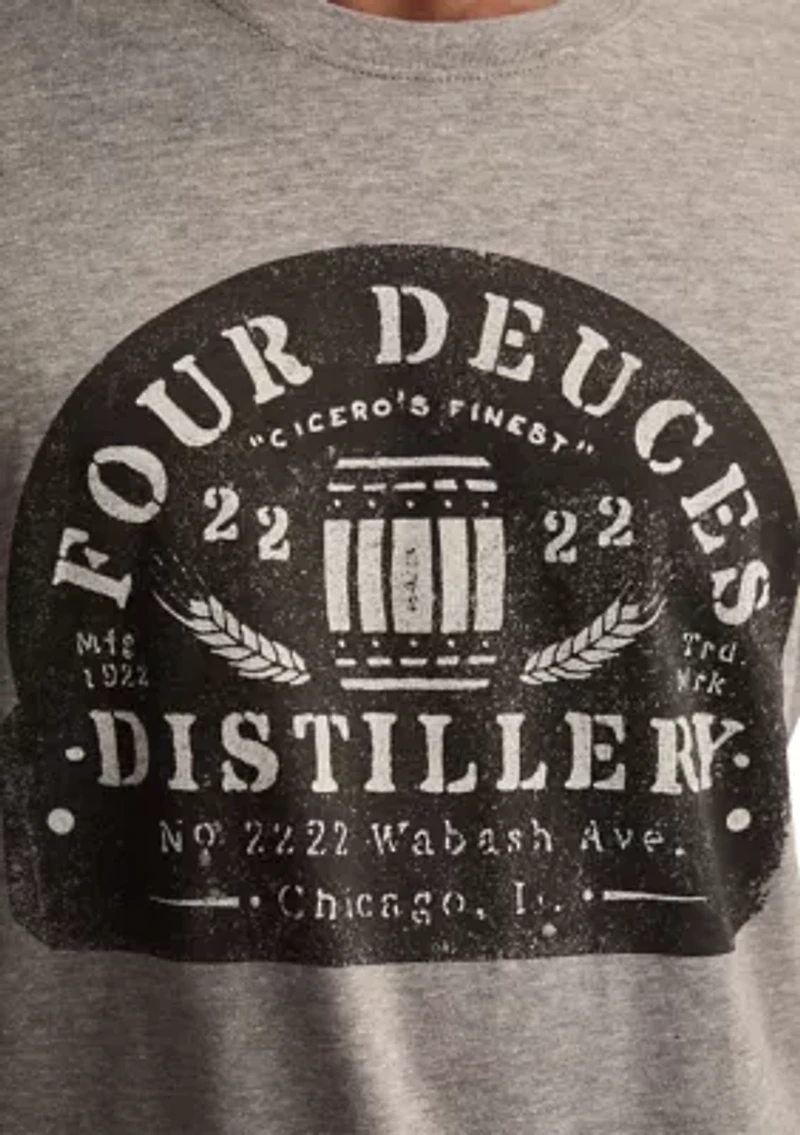 FOUR DEUCES
"CICERO'S FINEST"
22 22
Mfg 1922
Trd. Mrk.
DISTILLERY
No. 2222 Wabash Ave.
Chicago, IL.